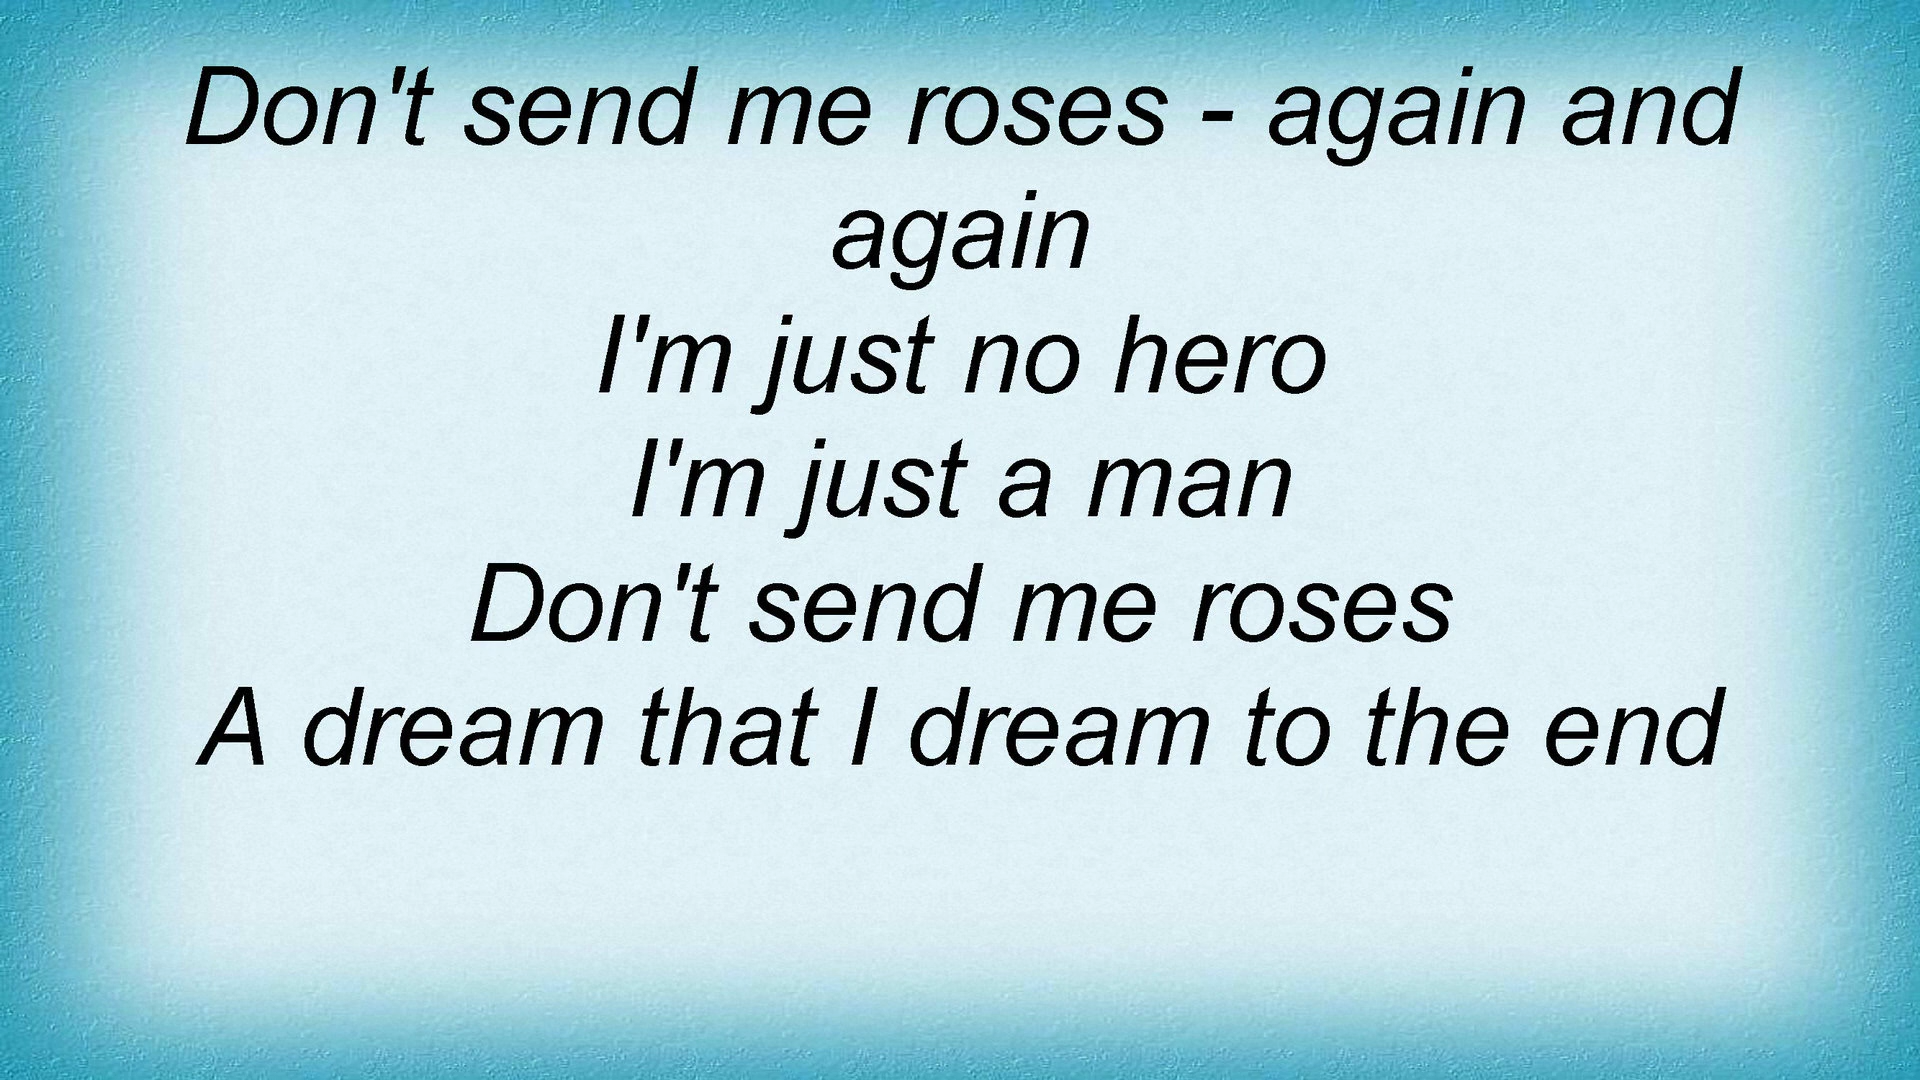 Don't send me roses - again and
again
I'm just no hero
I'm just a man
Don't send me roses
A dream that I dream to the end